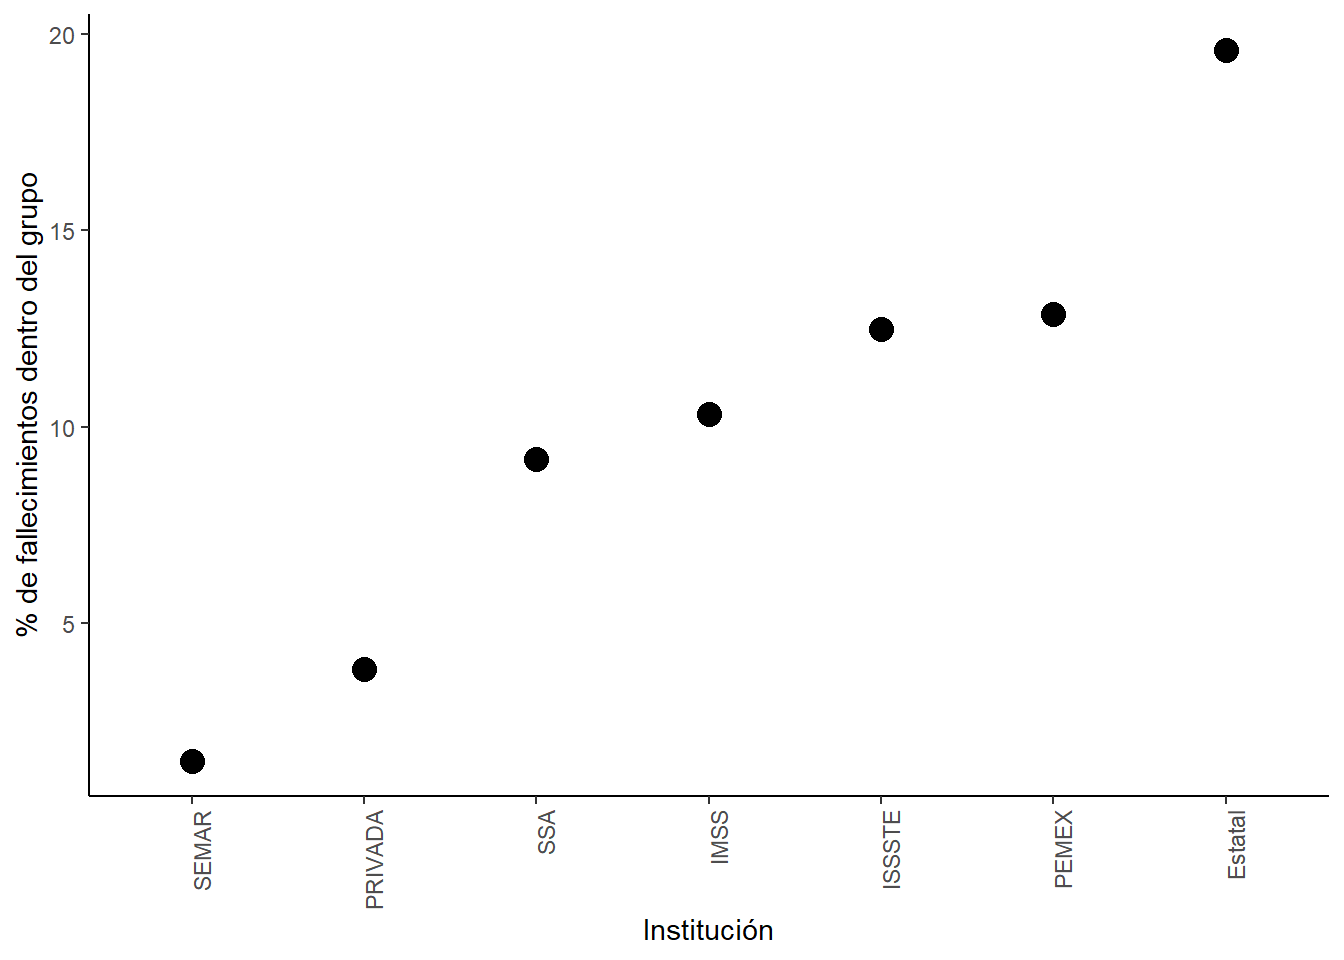 % de fallecimientos dentro del grupo
20
15
10
5
SEMAR
PRIVADA
SSA
IMSS
ISSSTE
PEMEX
Estatal
Institución